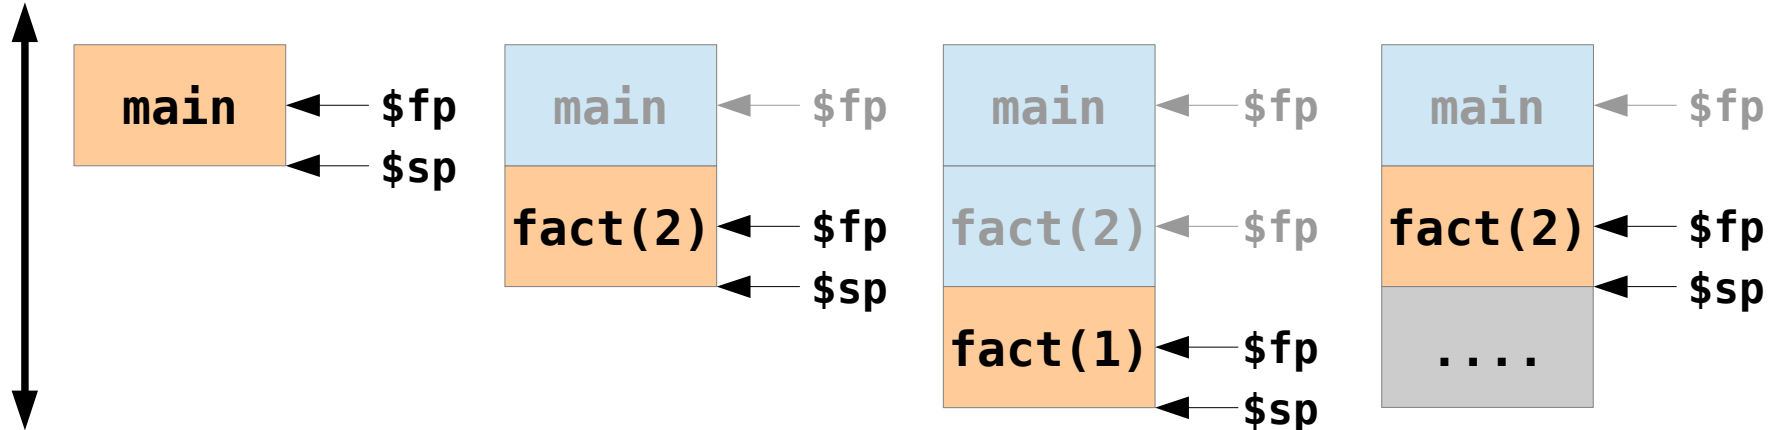 main $fp main $fp main $fp main $fp
$sp
fact(2) $fp fact(2) $fp fact(2) $fp
$sp $sp
fact(1) $fp ....
$sp